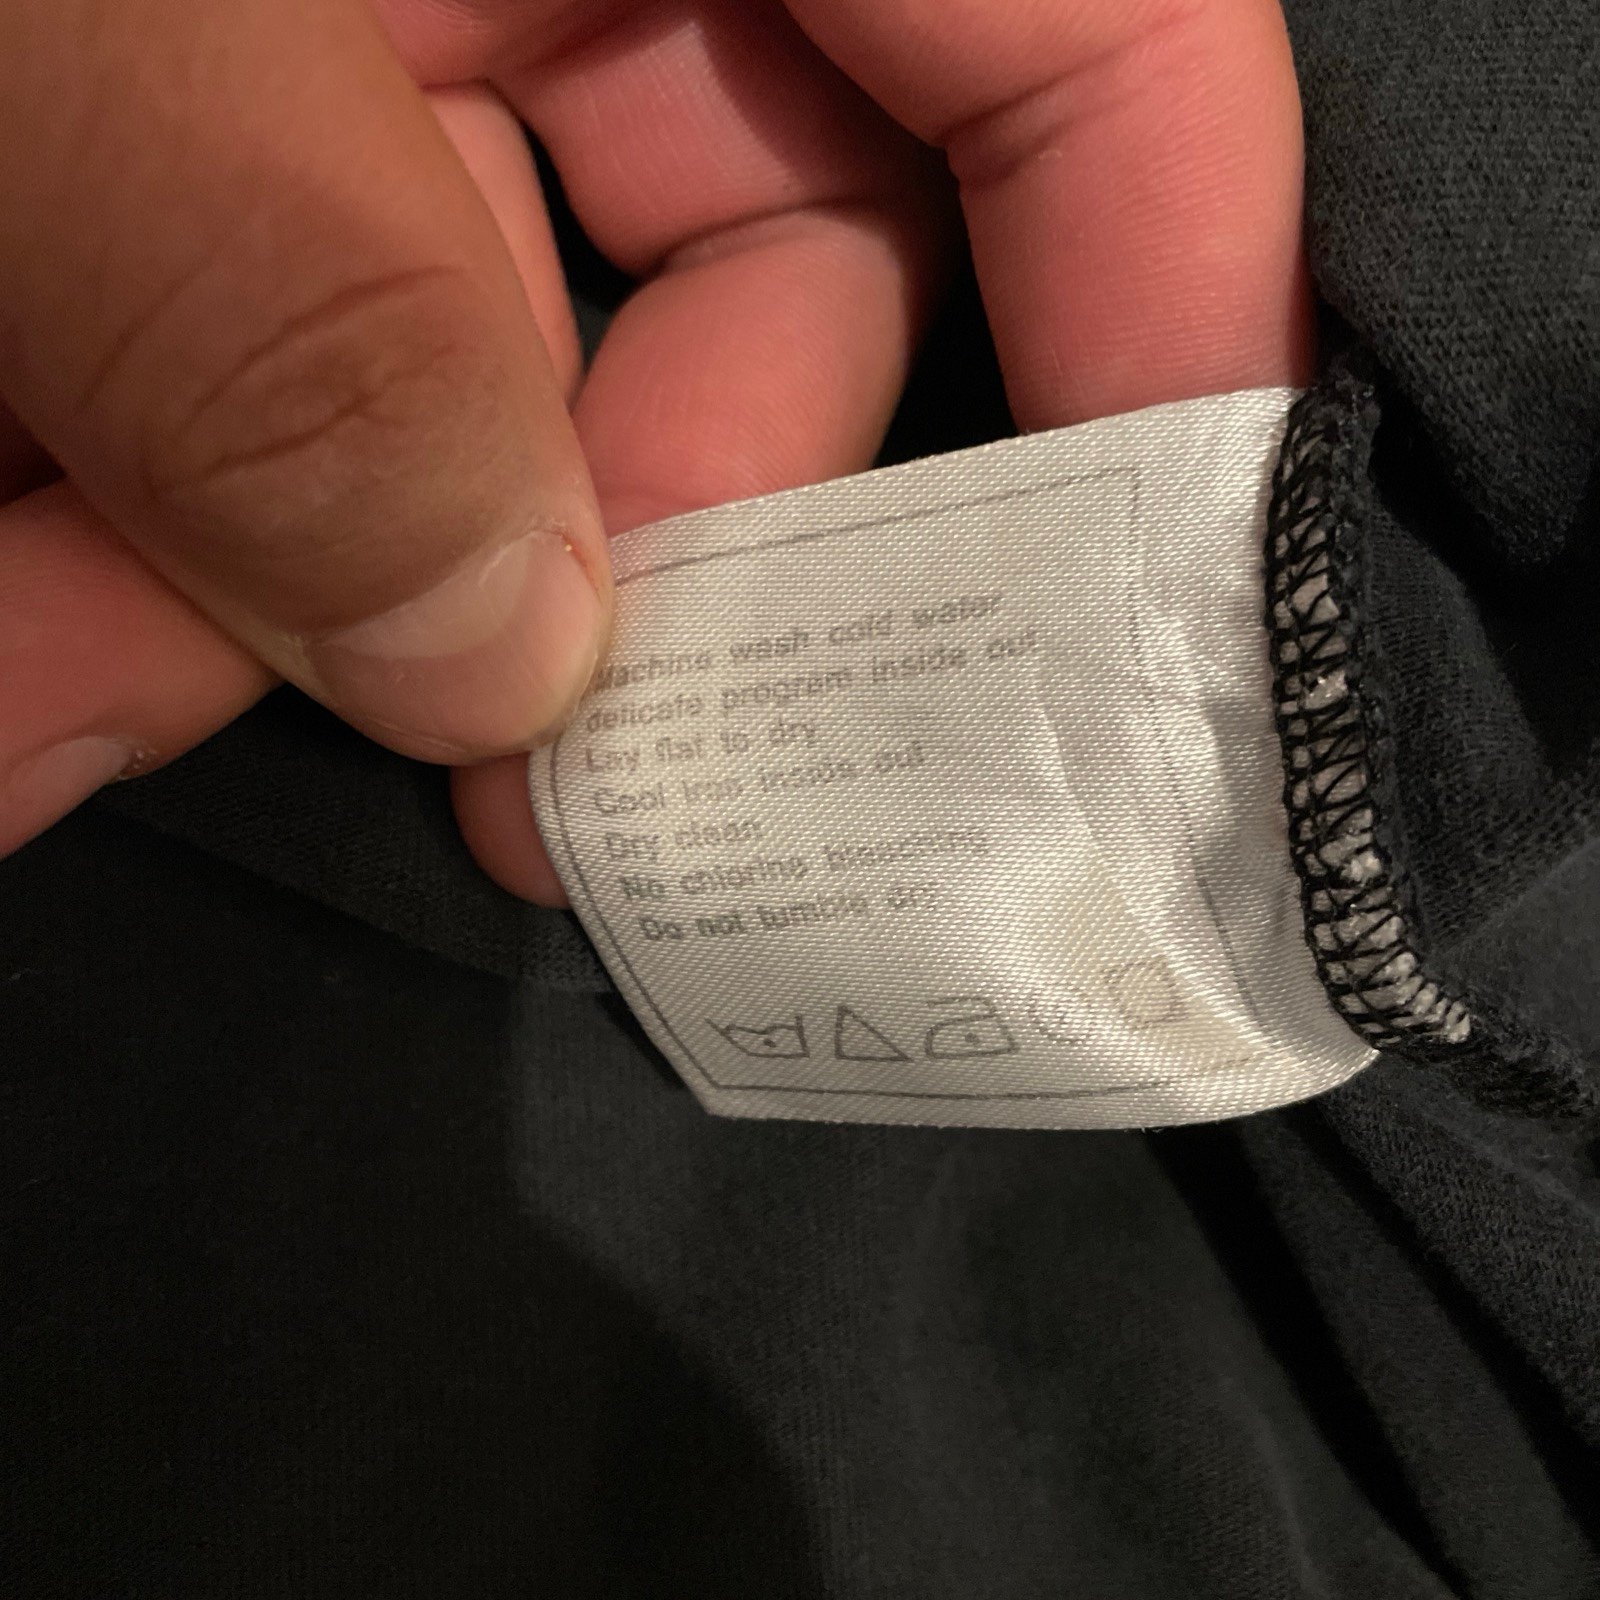 Machine wash cold water
delicate program inside out
Lay flat to dry
Cool iron inside out
Dry clean
No chlorine bleaching
Do not tumble dry